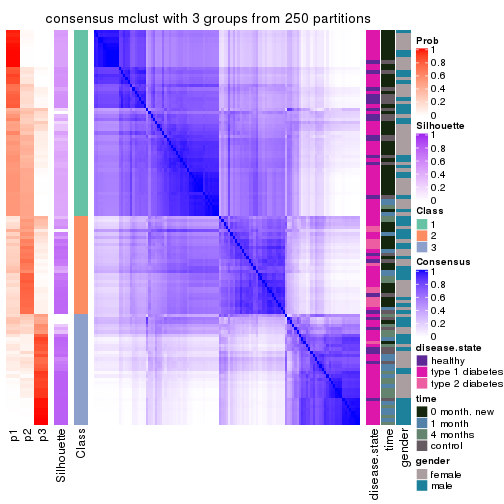 consensus mclust with 3 groups from 250 partitions
Prob
1
0.8
0.6
0.4
0.2
0
Silhouette
1
0.8
0.6
0.4
0.2
0
Class
1
2
3
Consensus
1
0.8
0.6
0.4
0.2
0
disease.state
healthy
type 1 diabetes
type 2 diabetes
time
0 month, new
1 month
4 months
control
gender
female
male
p1
p2
p3
Silhouette
Class
disease.state
time
gender